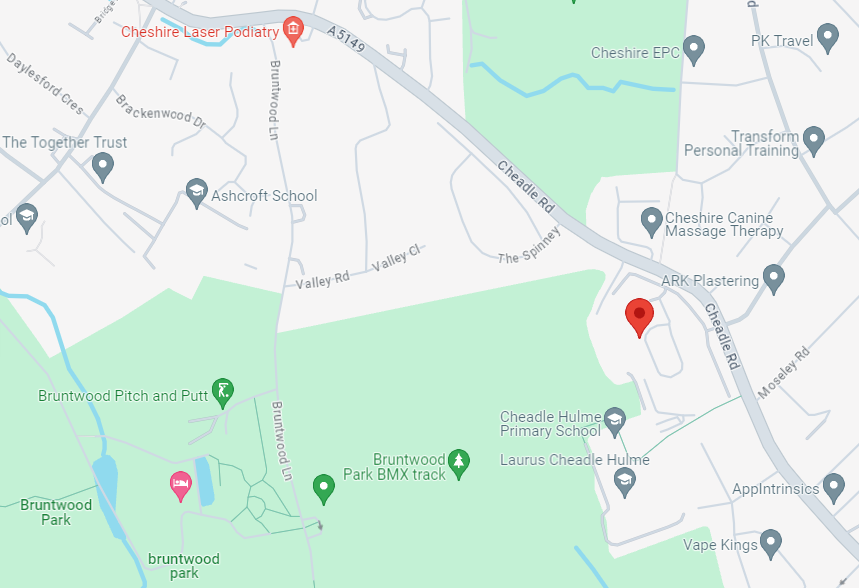 Bridge
Cheshire Laser Podiatry
A5149
Cheshire EPC
PK Travel
Daylesford Cres
Brackenwood Dr
Bruntwood Ln
The Together Trust
Transform
Personal Training
Ashcroft School
ol
Cheadle Rd
Cheshire Canine
Massage Therapy
The Spinney
Valley Rd
Valley Cl
ARK Plastering
Cheadle Rd
Moseley Rd
Bruntwood Pitch and Putt
Bruntwood Ln
Cheadle Hulme
Primary School
Bruntwood
Park BMX track
Laurus Cheadle Hulme
AppIntrinsics
Bruntwood
Park
Vape Kings
bruntwood
park